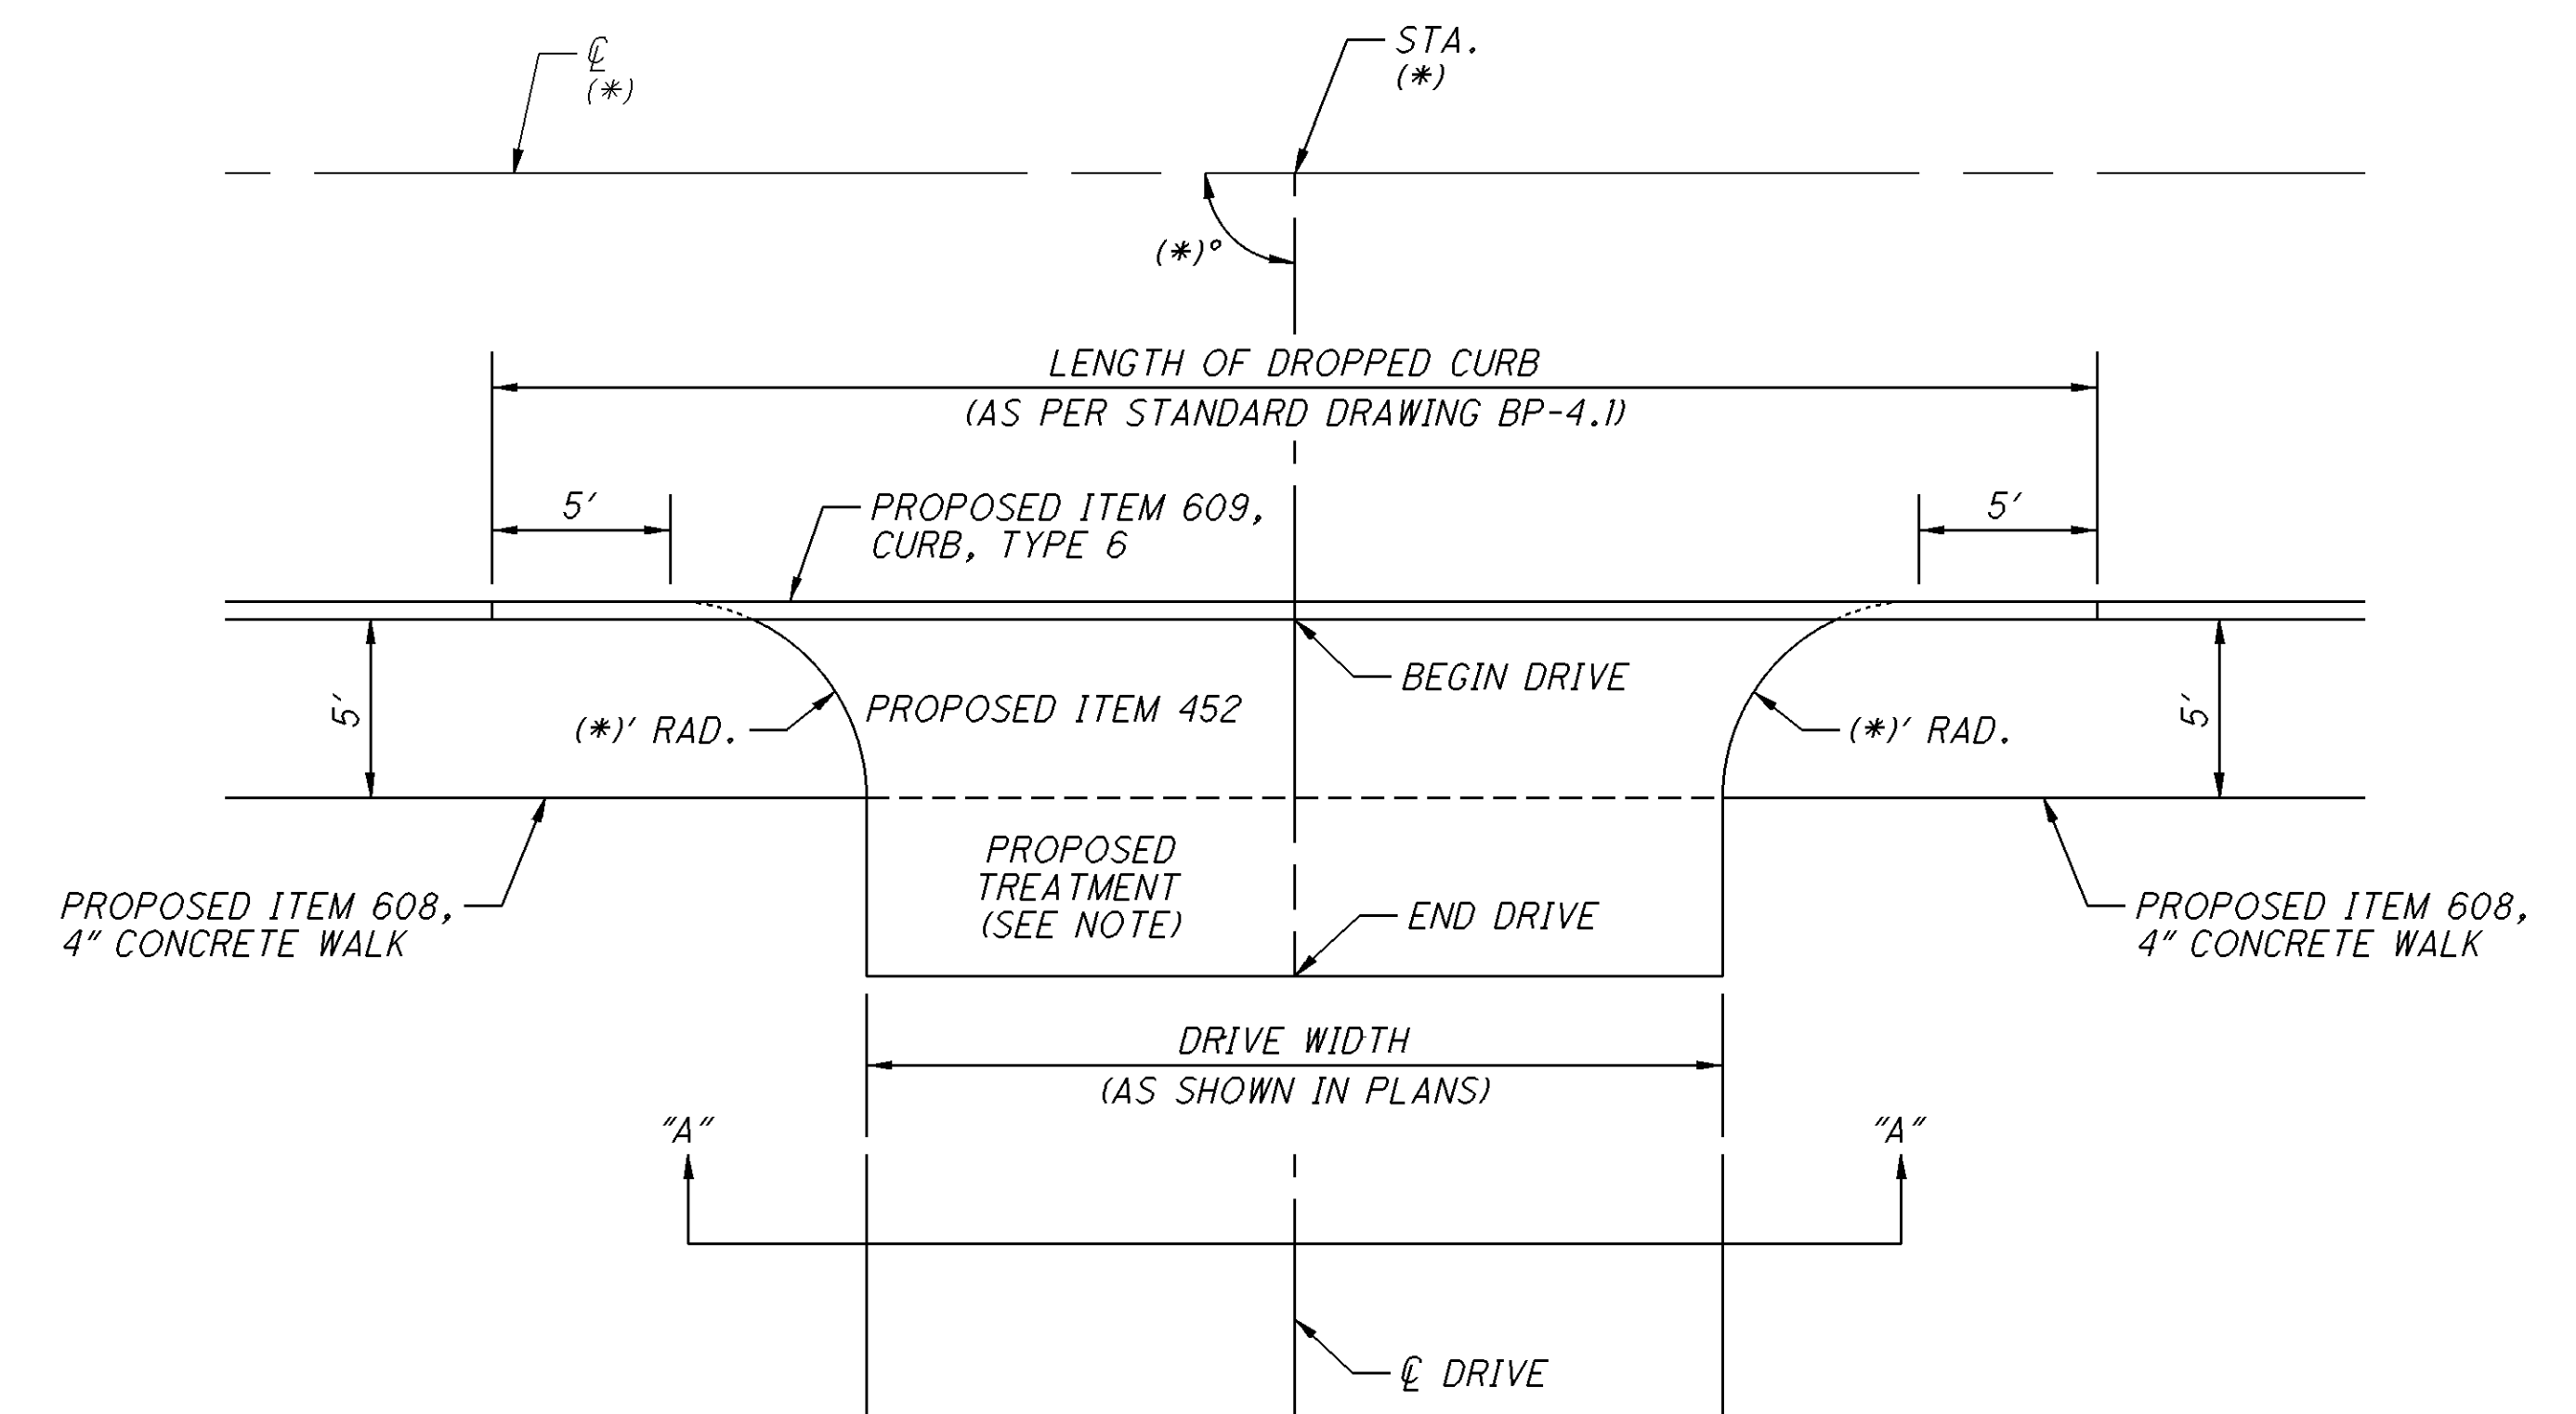 ℄
(*)
STA.
(*)
(*)°
LENGTH OF DROPPED CURB
(AS PER STANDARD DRAWING BP-4.1)
5'
PROPOSED ITEM 609,
CURB, TYPE 6
5'
BEGIN DRIVE
5'
(*)' RAD.
PROPOSED ITEM 452
(*)' RAD.
5'
PROPOSED
TREATMENT
(SEE NOTE)
PROPOSED ITEM 608,
4" CONCRETE WALK
END DRIVE
PROPOSED ITEM 608,
4" CONCRETE WALK
DRIVE WIDTH
(AS SHOWN IN PLANS)
"A"
"A"
℄ DRIVE